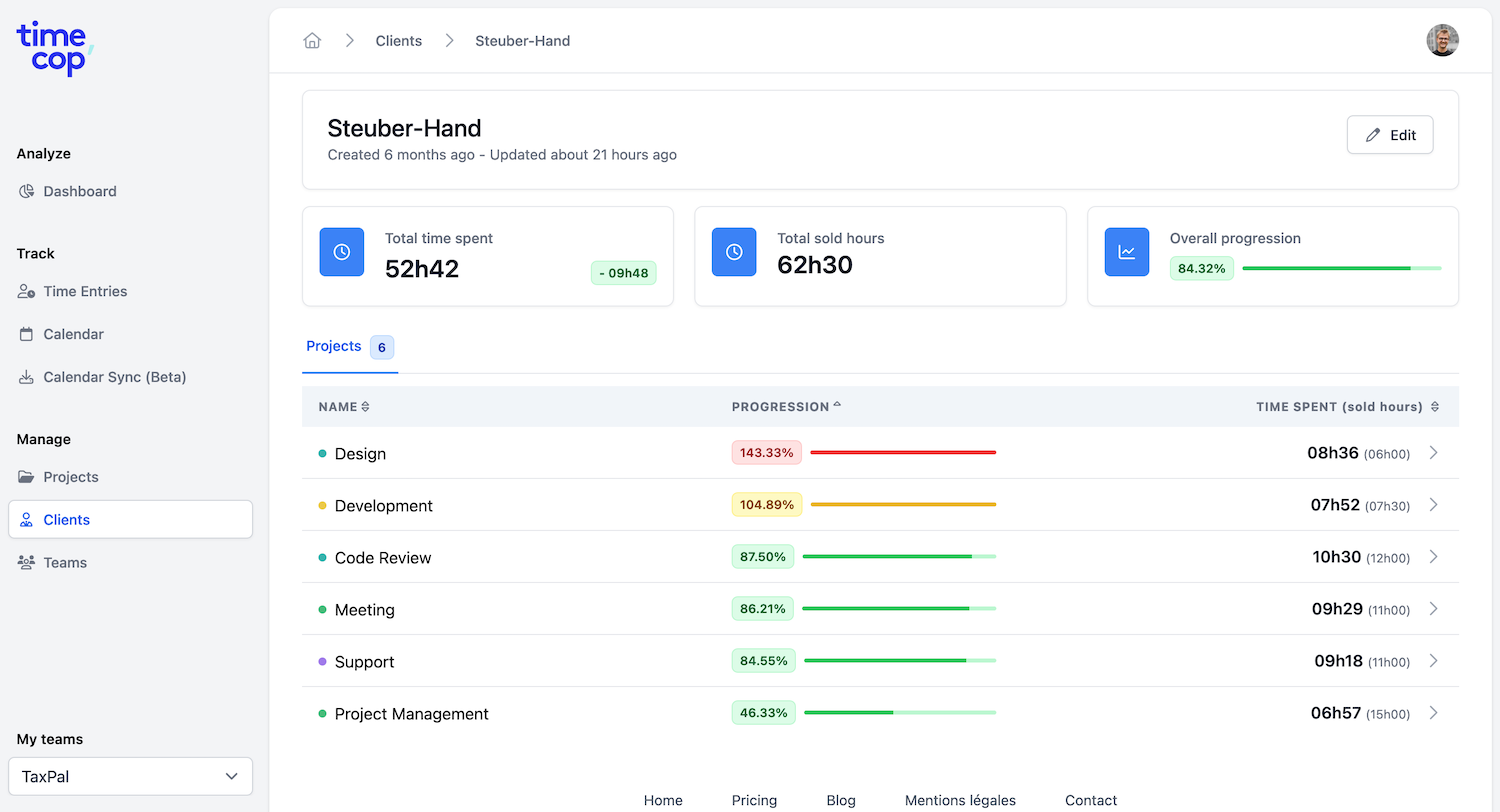 time
cop
Clients
Steuber-Hand
Analyze
Dashboard
Track
Time Entries
Calendar
Calendar Sync (Beta)
Manage
Projects
Clients
Teams
My teams
TaxPal
Steuber-Hand
Created 6 months ago - Updated about 21 hours ago
Edit
Total time spent
52h42
- 09h48
Total sold hours
62h30
Overall progression
84.32%
Projects 6
NAME PROGRESSION TIME SPENT (sold hours)
Design 143.33% 08h36 (06h00)
Development 104.89% 07h52 (07h30)
Code Review 87.50% 10h30 (12h00)
Meeting 86.21% 09h29 (11h00)
Support 84.55% 09h18 (11h00)
Project Management 46.33% 06h57 (15h00)
Home Pricing Blog Mentions légales Contact